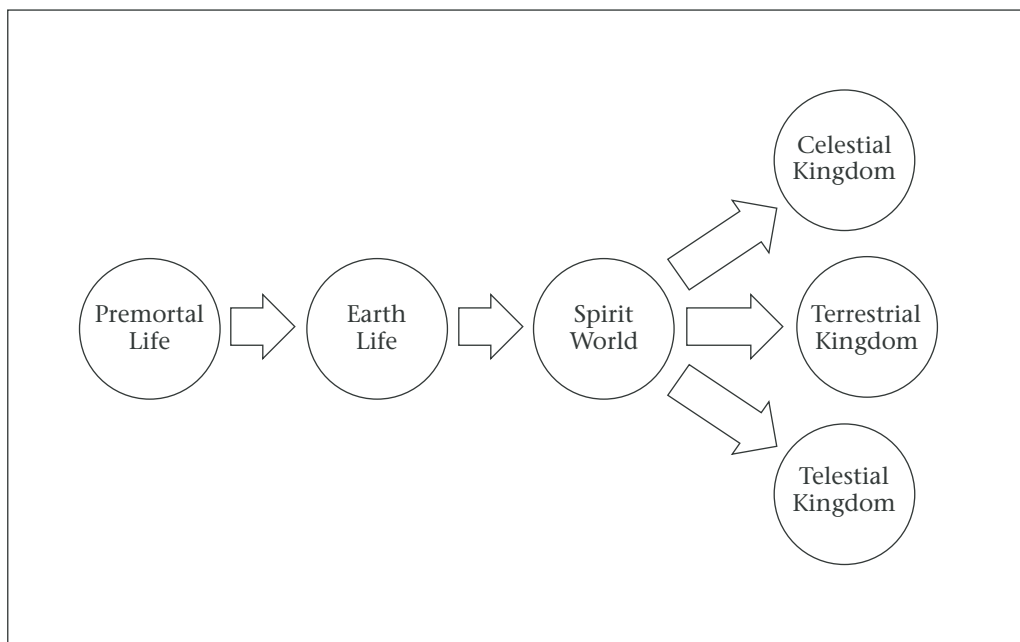 Premortal
Life
Earth
Life
Spirit
World
Celestial
Kingdom
Terrestrial
Kingdom
Telestial
Kingdom